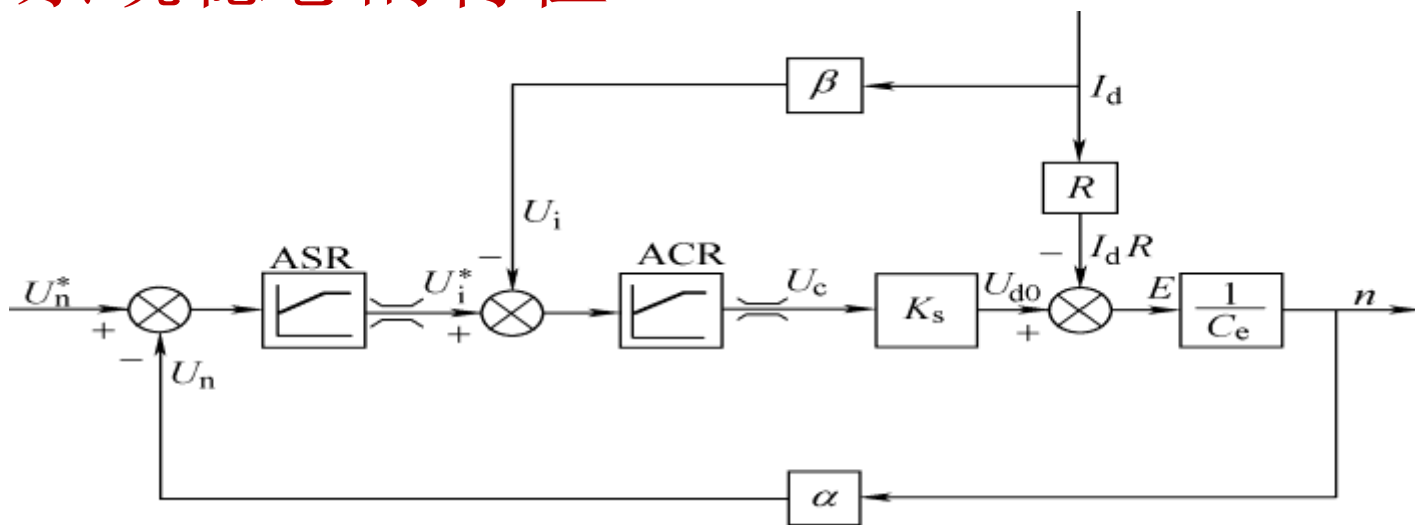 β
I_d
R
U_i
I_d R
ASR
ACR
U_n^*
U_i^*
U_c
U_d0
E
n
+
−
+
−
+
−
K_s
1
C_e
U_n
α